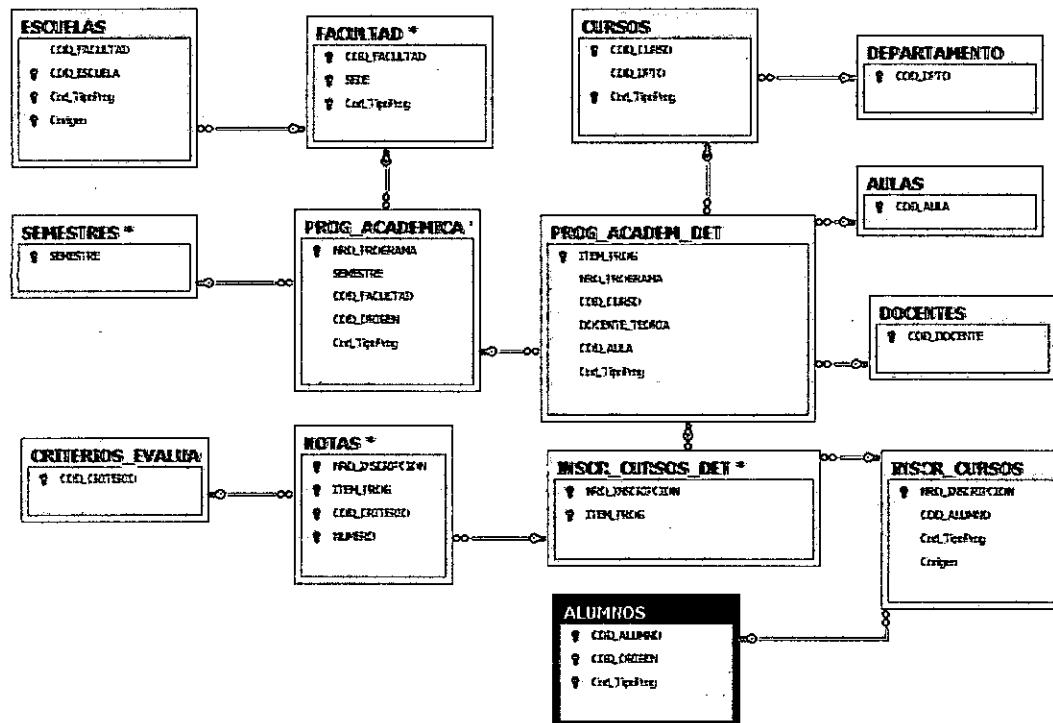 ESCUELAS
COD_FACULTAD
COD_ESCUELA
Cod_TipoProg
Corigen
FACULTAD *
COD_FACULTAD
SEDE
Cod_TipoProg
CURSOS
COD_CURSO
COD_DPTO
Cod_TipoProg
DEPARTAMENTO
COD_DPTO
AULAS
COD_AULA
SEMESTRES *
SEMESTRE
PROG_ACADEMICA *
NRO_PROGRAMA
SEMESTRE
COD_FACULTAD
COD_ORIGEN
Cod_TipoProg
PROG_ACADEM_DET
ITEM_PROG
NRO_PROGRAMA
COD_CURSO
DOCENTE_TEORIA
COD_AULA
Cod_TipoProg
DOCENTES
COD_DOCENTE
CRITERIOS_EVALUA
COD_CRITERIO
NOTAS *
NRO_INSCRIPCION
ITEM_PROG
COD_CRITERIO
NUMERO
INSCR_CURSOS_DET *
NRO_INSCRIPCION
ITEM_PROG
INSCR_CURSOS
NRO_INSCRIPCION
COD_ALUMNO
Cod_TipoProg
Corigen
ALUMNOS
COD_ALUMNO
COD_ORIGEN
Cod_TipoProg